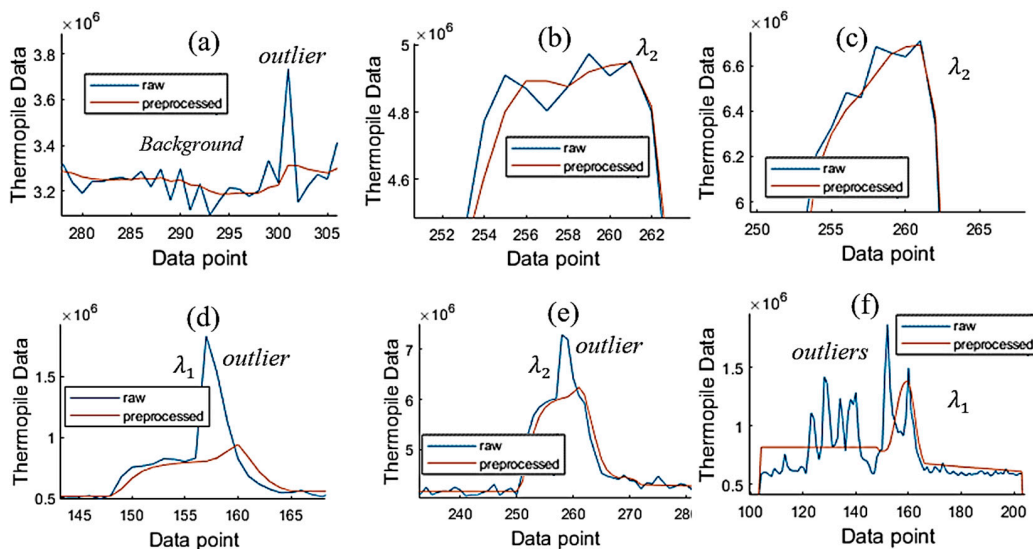 (a)
×10⁶
outlier
raw
preprocessed
Background
Thermopile Data
3.8
3.6
3.4
3.2
280 285 290 295 300 305
Data point
(b)
×10⁶
λ₂
raw
preprocessed
Thermopile Data
5
4.8
4.6
252 254 256 258 260 262
Data point
(c)
×10⁶
λ₂
raw
preprocessed
Thermopile Data
6.6
6.4
6.2
6
250 255 260 265
Data point
(d)
×10⁶
λ₁
outlier
raw
preprocessed
Thermopile Data
1.5
1
0.5
145 150 155 160 165
Data point
(e)
×10⁶
λ₂
outlier
raw
preprocessed
Thermopile Data
7
6
5
240 250 260 270 280
Data point
(f)
×10⁶
outliers
raw
preprocessed
λ₁
Thermopile Data
2
1.5
1
0.5
100 120 140 160 180 200
Data point